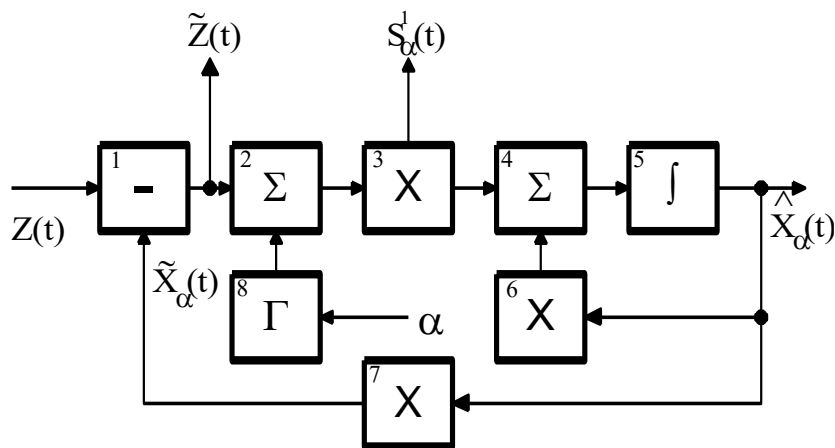 Z̃(t) S¹α(t)
1 - 2 Σ 3 X 4 Σ 5 ∫
Z(t) X̂α(t)
X̃α(t) 8 Γ α 6 X
7 X